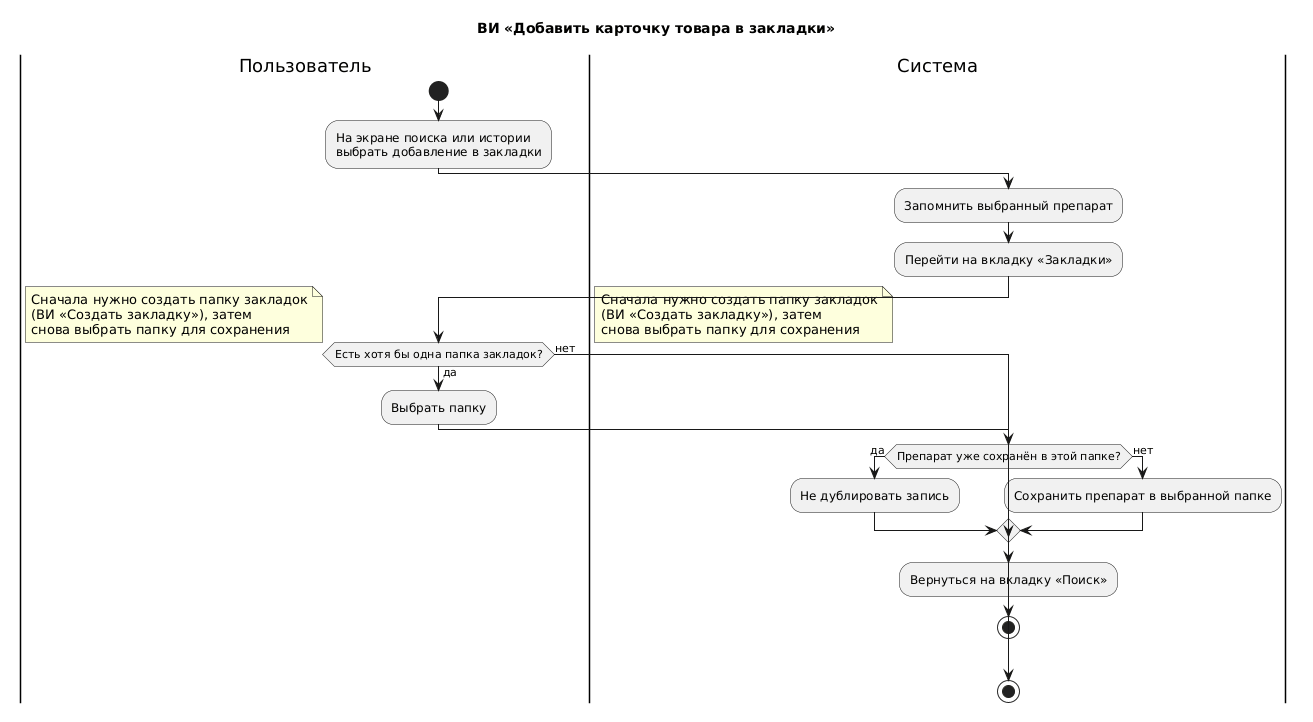 ВИ «Добавить карточку товара в закладки»
Пользователь
Система
На экране поиска или истории
выбрать добавление в закладки
Запомнить выбранный препарат
Перейти на вкладку «Закладки»
Сначала нужно создать папку закладок
(ВИ «Создать закладку»), затем
снова выбрать папку для сохранения
Сначала нужно создать папку закладок
(ВИ «Создать закладку»), затем
снова выбрать папку для сохранения
Есть хотя бы одна папка закладок?
нет
да
Выбрать папку
да
Препарат уже сохранён в этой папке?
нет
Не дублировать запись
Сохранить препарат в выбранной папке
Вернуться на вкладку «Поиск»